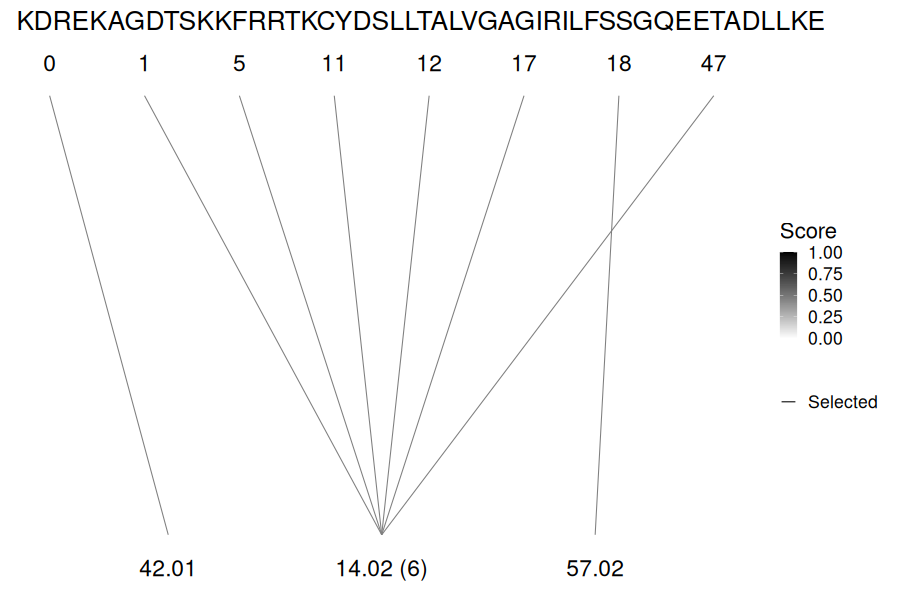 KDREKAGDTSKKFRRTKCYDSLLTALVGAGIRILFSSGQEETADLLKE
0 1 5 11 12 17 18 47
Score
1.00
0.75
0.50
0.25
0.00
Selected
42.01 14.02 (6) 57.02